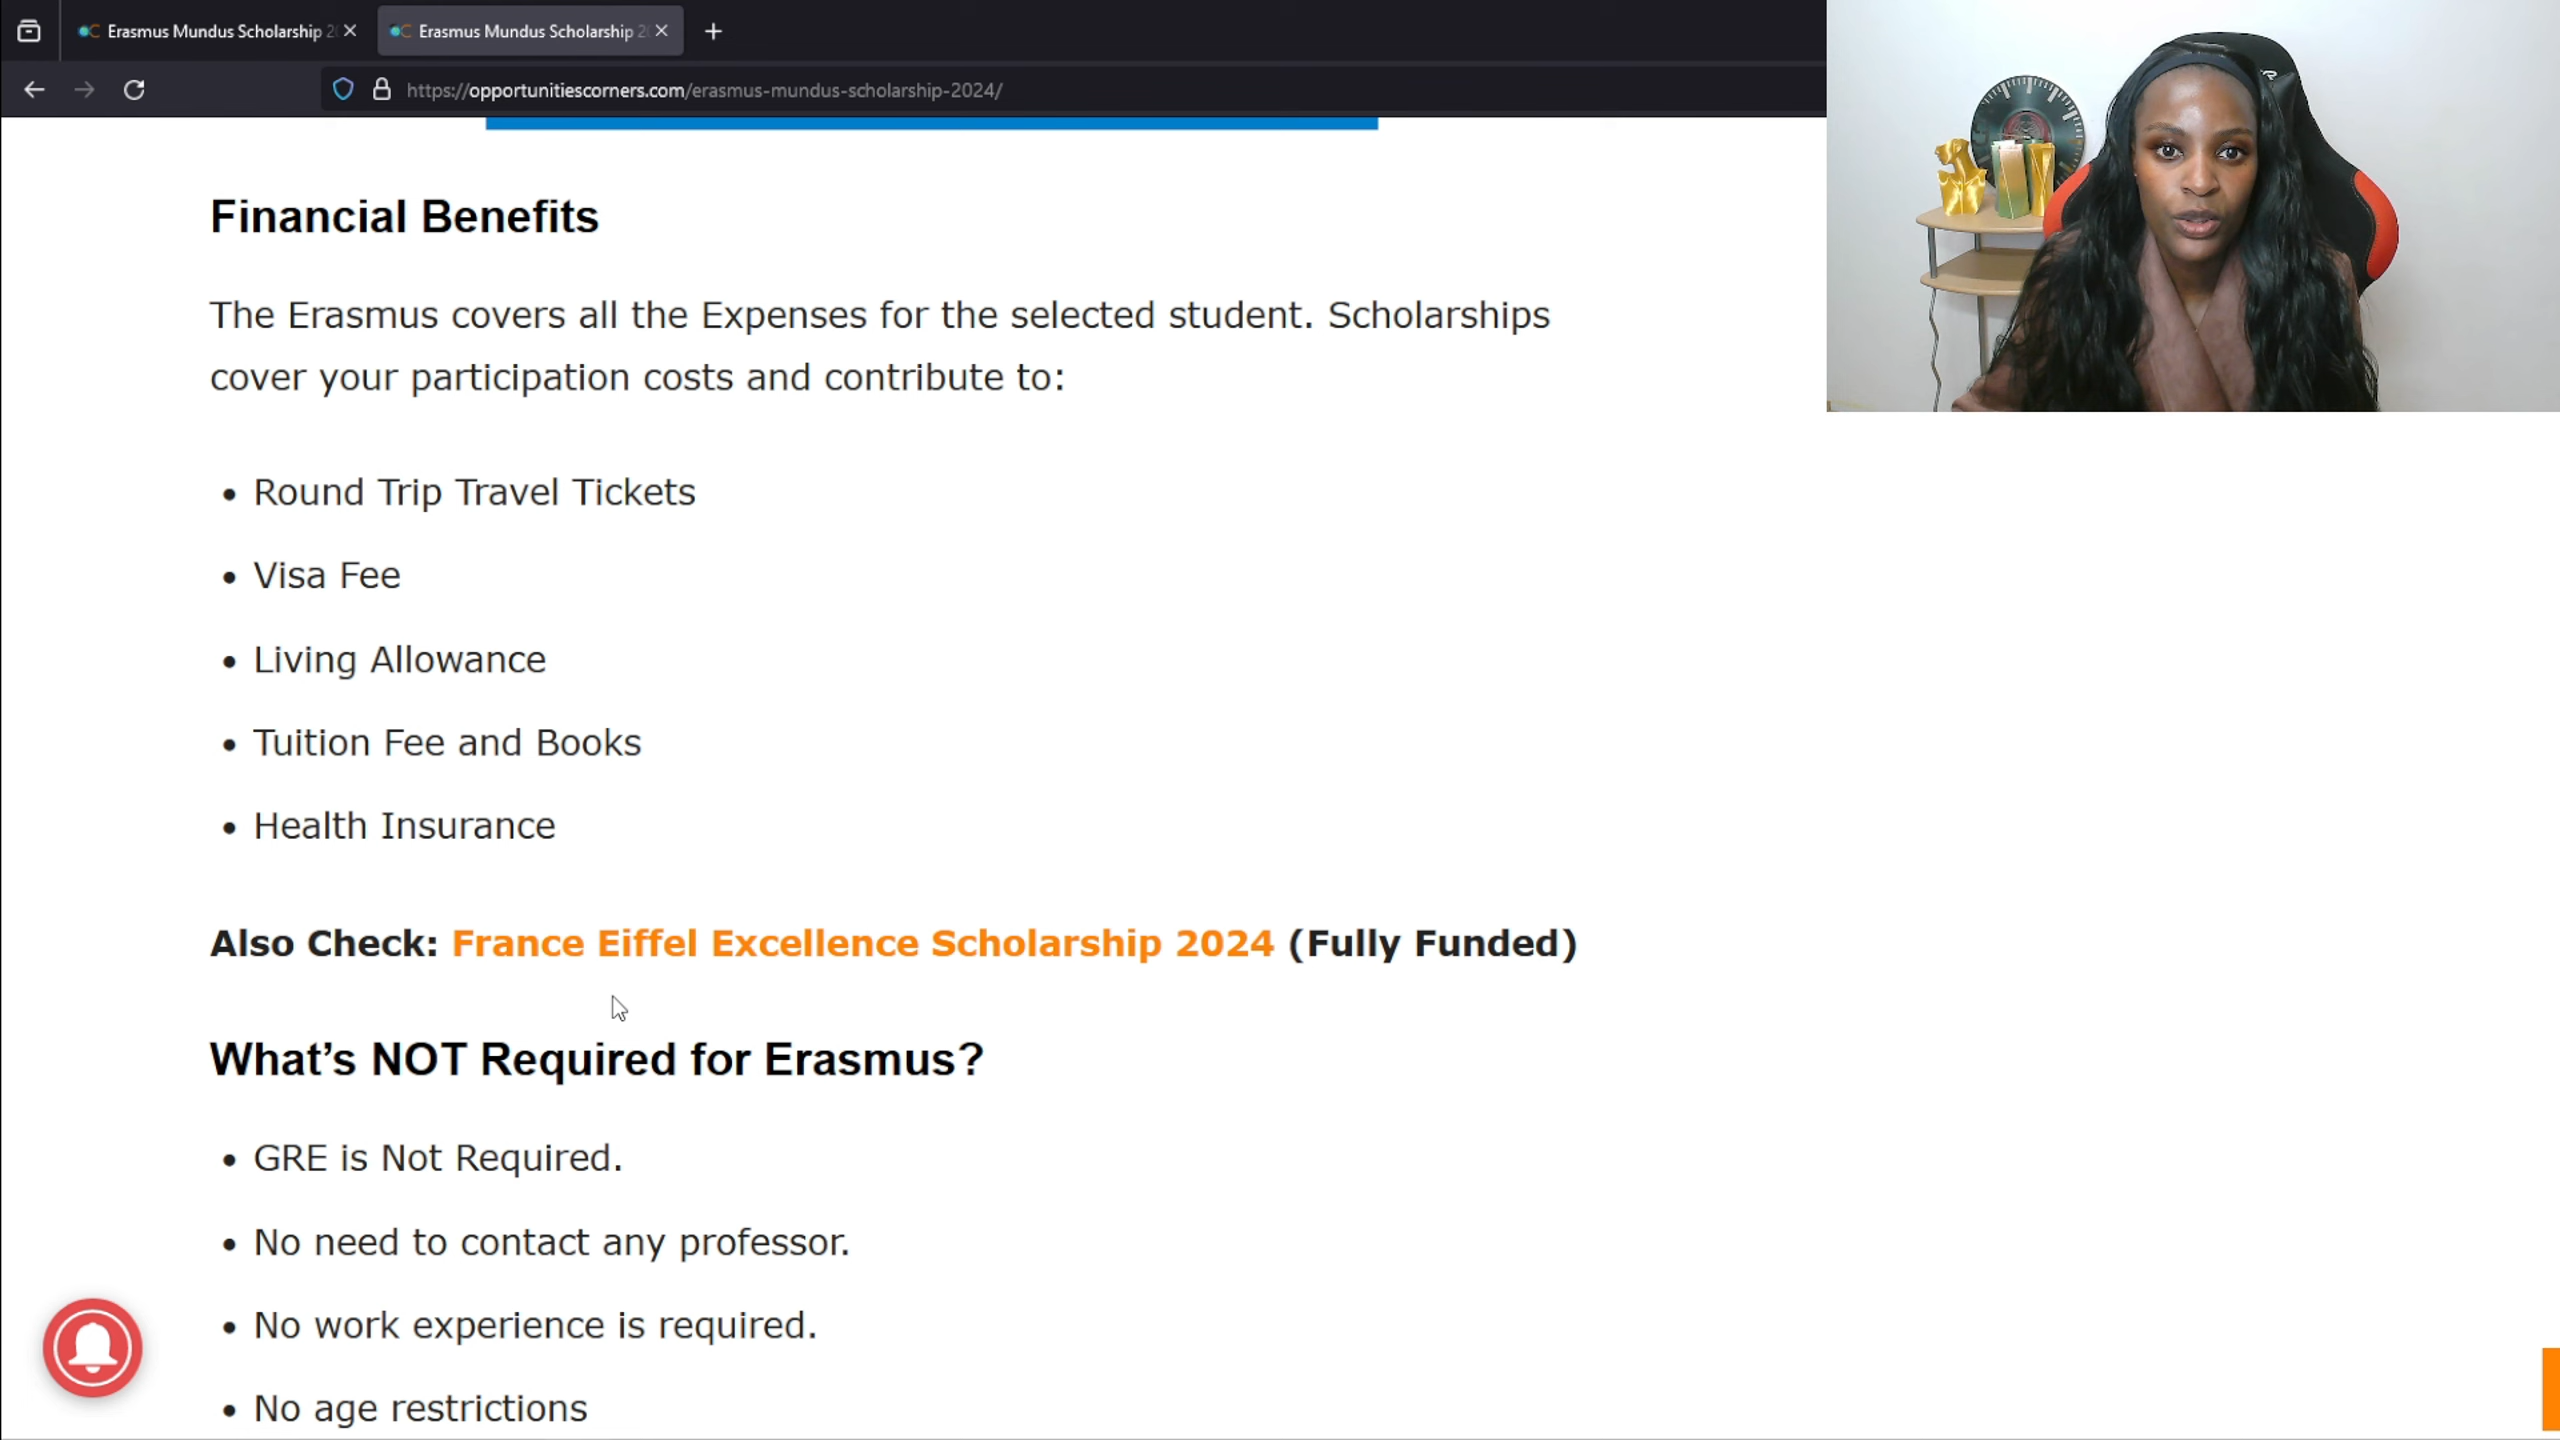 Erasmus Mundus Scholarship 2
Erasmus Mundus Scholarship 2
https://opportunitiescorners.com/erasmus-mundus-scholarship-2024/
Financial Benefits
The Erasmus covers all the Expenses for the selected student. Scholarships
cover your participation costs and contribute to:
• Round Trip Travel Tickets
• Visa Fee
• Living Allowance
• Tuition Fee and Books
• Health Insurance
Also Check: France Eiffel Excellence Scholarship 2024 (Fully Funded)
What’s NOT Required for Erasmus?
• GRE is Not Required.
• No need to contact any professor.
• No work experience is required.
• No age restrictions